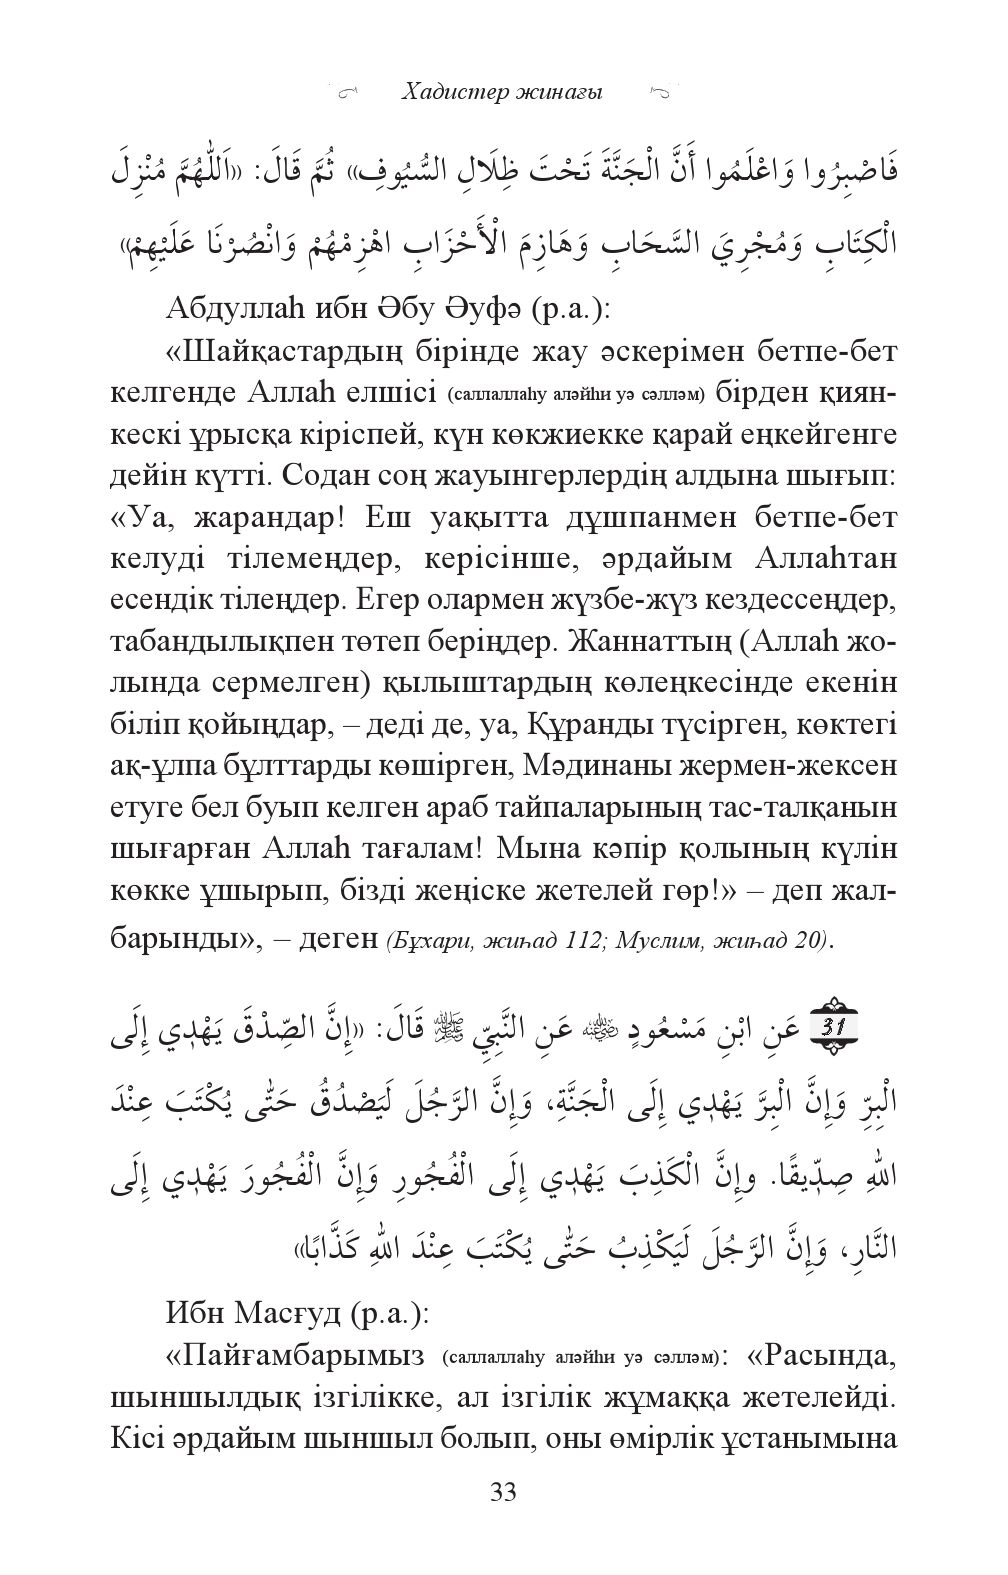 Хадистер жинағы
فَاصْبِرُوا وَاعْلَمُوا أَنَّ الْجَنَّةَ تَحْتَ ظِلَالِ السُّيُوفِ» ثُمَّ قَالَ: «اَللّٰهُمَّ مُنْزِلَ
الْكِتَابِ وَمُجْرِيَ السَّحَابِ وَهَازِمَ الْأَحْزَابِ اهْزِمْهُمْ وَانْصُرْنَا عَلَيْهِمْ»
Абдуллаһ ибн Әбу Әуфә (р.а.):
«Шайқастардың бірінде жау әскерімен бетпе-бет
келгенде Аллаһ елшісі (саллаллаһу аләйһи уә сәлләм) бірден қиян-
кескі ұрысқа кіріспей, күн көкжиекке қарай еңкейгенге
дейін күтті. Содан соң жауынгерлердің алдына шығып:
«Уа, жарандар! Еш уақытта дұшпанмен бетпе-бет
келуді тілемеңдер, керісінше, әрдайым Аллаһтан
есендік тілеңдер. Егер олармен жүзбе-жүз кездессеңдер,
табандылықпен төтеп беріңдер. Жаннаттың (Аллаһ жо-
лында сермелген) қылыштардың көлеңкесінде екенін
біліп қойыңдар, – деді де, уа, Құранды түсірген, көктегі
ақ-ұлпа бұлттарды көшірген, Мәдинаны жермен-жексен
етуге бел буып келген араб тайпаларының тас-талқанын
шығарған Аллаһ тағалам! Мына кәпір қолының күлін
көкке ұшырып, бізді жеңіске жетелей гөр!» – деп жал-
барынды», – деген (Бұхари, жиһад 112; Муслим, жиһад 20).
31 عَنِ ابْنِ مَسْعُودٍ ﷜ عَنِ النَّبِيِّ ﷺ قَالَ: «إِنَّ الصِّدْقَ يَهْدِي إِلَى
الْبِرِّ وَإِنَّ الْبِرَّ يَهْدِي إِلَى الْجَنَّةِ، وَإِنَّ الرَّجُلَ لَيَصْدُقُ حَتّٰى يُكْتَبَ عِنْدَ
اللهِ صِدِّيقًا. وإِنَّ الْكَذِبَ يَهْدِي إِلَى الْفُجُورِ وَإِنَّ الْفُجُورَ يَهْدِي إِلَى
النَّارِ، وَإِنَّ الرَّجُلَ لَيَكْذِبُ حَتّٰى يُكْتَبَ عِنْدَ اللهِ كَذَّابًا»
Ибн Масғуд (р.а.):
«Пайғамбарымыз (саллаллаһу аләйһи уә сәлләм): «Расында,
шыншылдық ізгілікке, ал ізгілік жұмаққа жетелейді.
Кісі әрдайым шыншыл болып, оны өмірлік ұстанымына
33